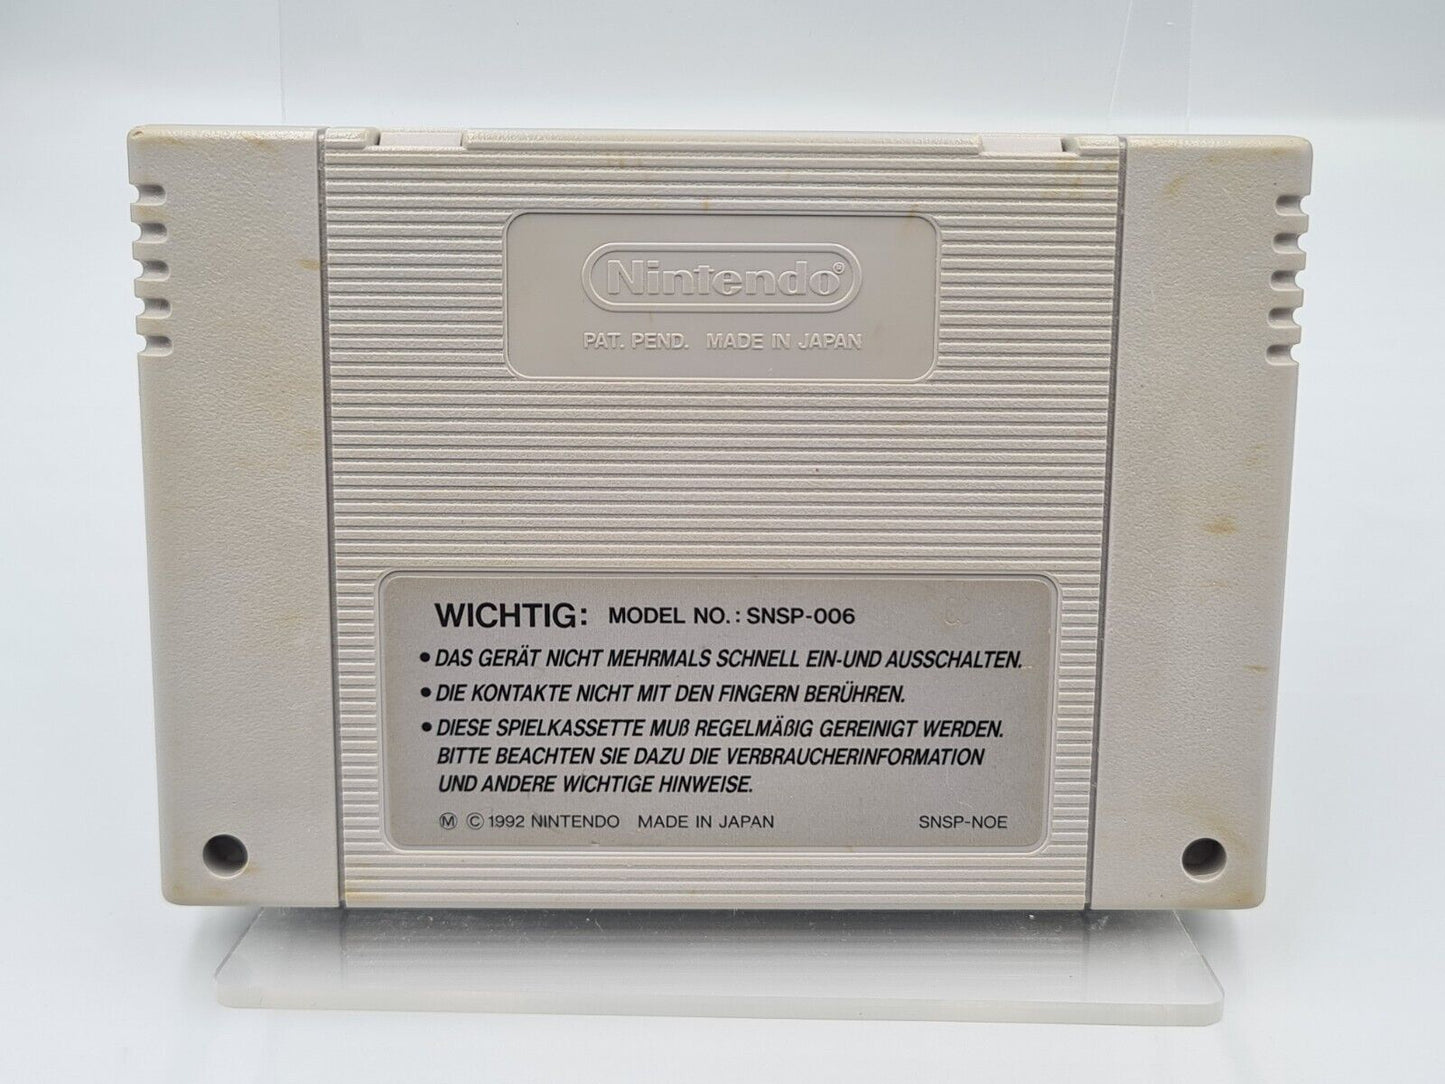 Nintendo®
PAT. PEND. MADE IN JAPAN
WICHTIG: MODEL NO.: SNSP-006
• DAS GERÄT NICHT MEHRMALS SCHNELL EIN-UND AUSSCHALTEN.
• DIE KONTAKTE NICHT MIT DEN FINGERN BERÜHREN.
• DIESE SPIELKASSETTE MUß REGELMÄßIG GEREINIGT WERDEN.
BITTE BEACHTEN SIE DAZU DIE VERBRAUCHERINFORMATION
UND ANDERE WICHTIGE HINWEISE.
Ⓜ © 1992 NINTENDO MADE IN JAPAN SNSP-NOE